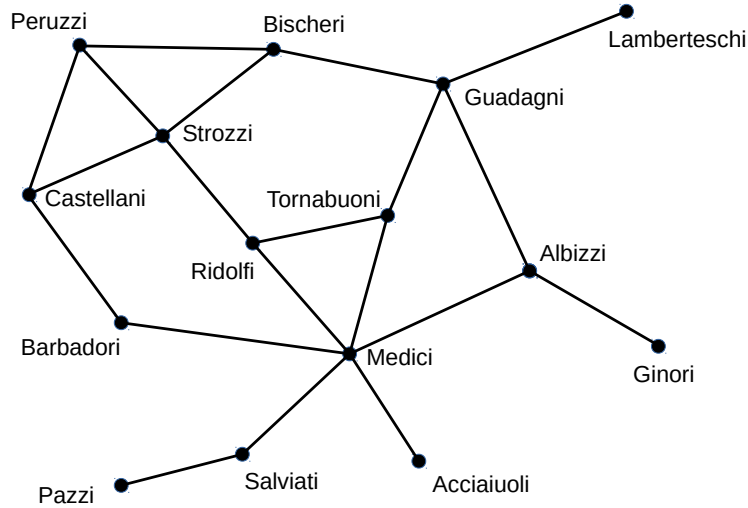 Peruzzi
Bischeri
Lamberteschi
Guadagni
Strozzi
Castellani
Tornabuoni
Ridolfi
Albizzi
Barbadori
Medici
Ginori
Salviati
Acciaiuoli
Pazzi